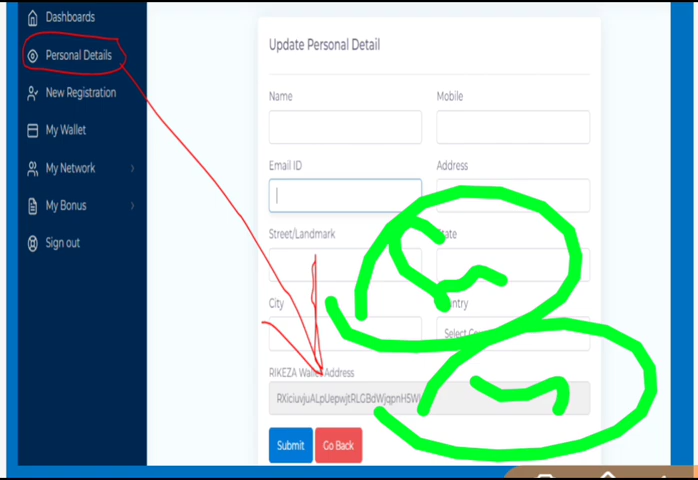 Dashboards
Personal Details
New Registration
My Wallet
My Network
My Bonus
Sign out
Update Personal Detail
Name Mobile
Email ID Address
Street/Landmark
City
Select
RIKEZA Wallet Address
Submit Go Back